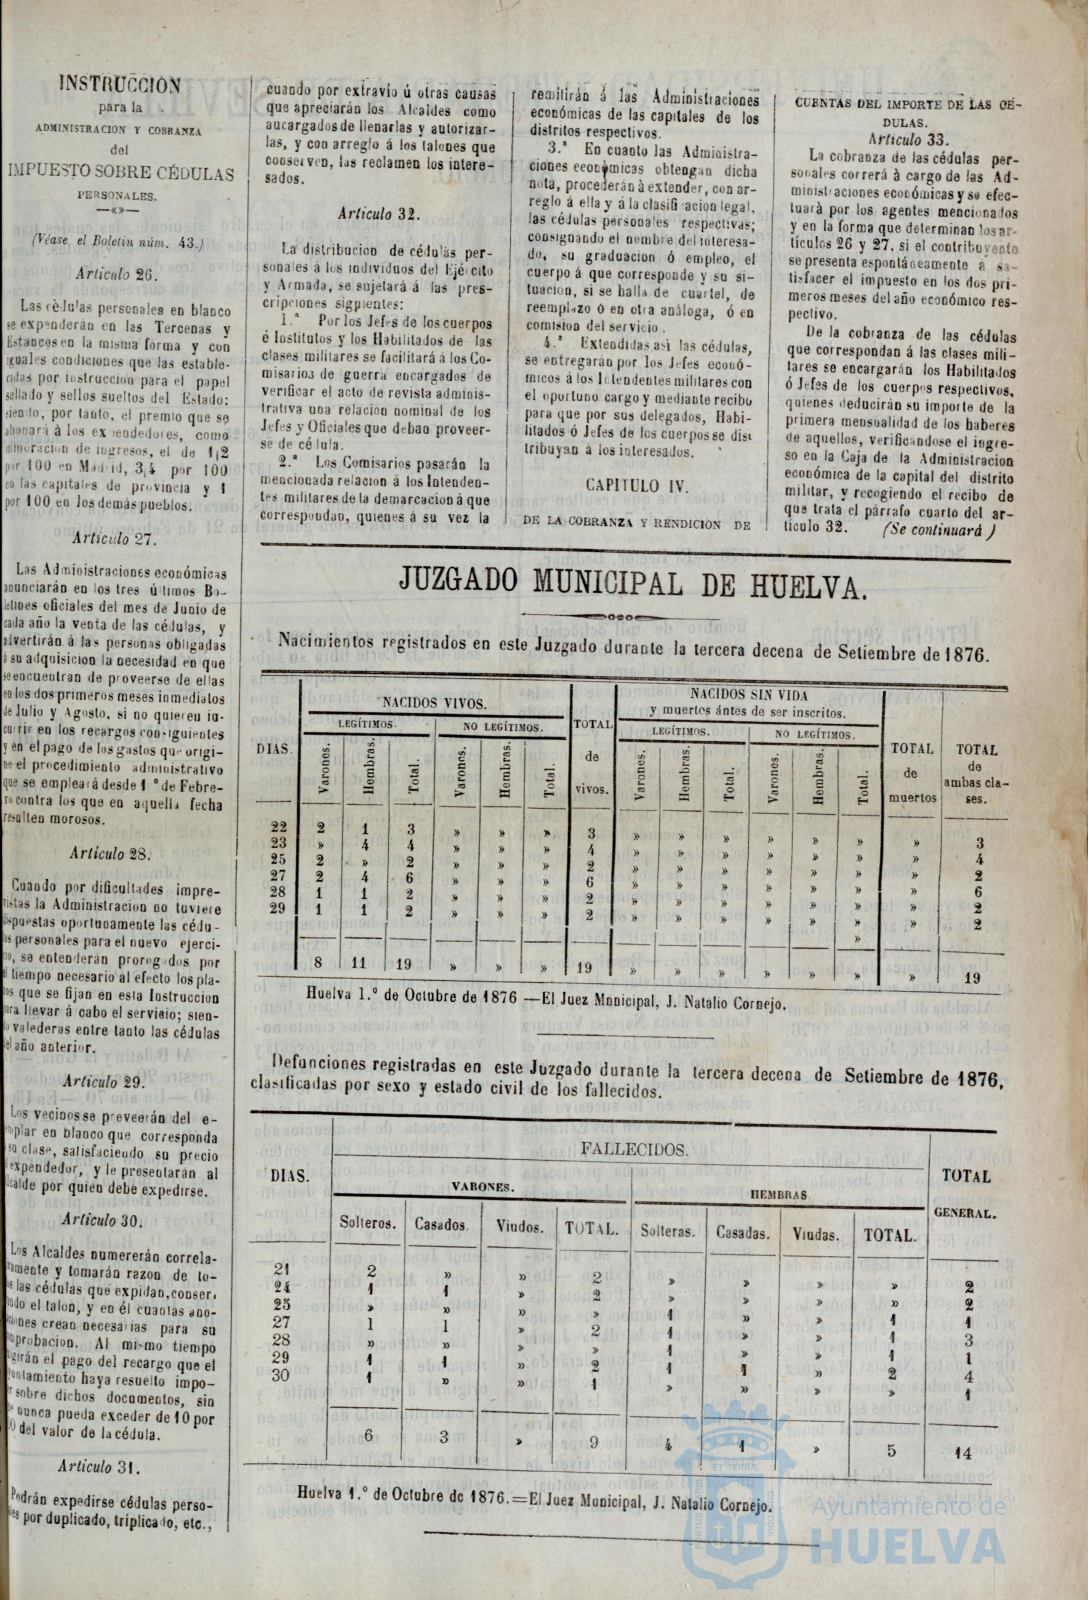 INSTRUCCION
para la
ADMINISTRACION Y COBRANZA
del
IMPUESTO SOBRE CÉDULAS
PERSONALES.
—«»—
(Véase el Boletin núm. 43.)
Articulo 26.
Las cédulas personales en blanco
se expenderán en las Tercenas y
Estancos en la misma forma y con
iguales condiciones que las estable-
cidas por instruccion para el papel
sellado y sellos sueltos del Estado;
siendo, por tanto, el premio que se
abonará á los expendedores, como
minoracion de ingresos, el de 1,2
por 100 en Madrid, 3,4 por 100
en las capitales de provincia y 1
por 100 en los demás pueblos.
Articulo 27.
Las Administraciones económicas
anunciarán en los tres últimos Bo-
letines oficiales del mes de Junio de
cada año la venta de las cédulas, y
advertirán á las personas obligadas
á su adquisicion la necesidad en que
se encuentran de proveerse de ellas
en los dos primeros meses inmediatos
de Julio y Agosto, si no quieren in-
currir en los recargos consiguientes
y en el pago de los gastos que origi-
ne el procedimiento administrativo
que se empleará desde 1.º de Febre-
ro contra los que en aquella fecha
resulten morosos.
Articulo 28.
Cuando por dificultades impre-
vistas la Administracion no tuviere
dispuestas oportunamente las cédu-
las personales para el nuevo ejerci-
cio, se entenderán prorogados por
el tiempo necesario al efecto los pla-
zos que se fijan en esta Instruccion
para llevar á cabo el servicio; sien-
do valederas entre tanto las cédulas
del año anterior.
Articulo 29.
Los vecinos se proveerán del e-
jemplar en blanco que corresponda
á su clase, satisfaciendo su precio
al expendedor, y le presentarán al
Alcalde por quien debe expedirse.
Articulo 30.
Los Alcaldes numererán correla-
tivamente y tomarán razon de to-
das las cédulas que expidan, conser-
vando el talon, y en él cuantas ano-
taciones crean necesarias para su
comprobacion. Al mismo tiempo
exigirán el pago del recargo que el
Ayuntamiento haya resuelto impo-
ner sobre dichos documentos, sin
que nunca pueda exceder de 10 por
100 del valor de la cédula.
Articulo 31.
Podrán expedirse cédulas perso-
nales por duplicado, triplicado, etc.,
cuando por extravío ú otras causas
que apreciarán los Alcaldes como
aucargados de llenarlas y autorizar-
las, y con arreglo á los talones que
conserven, las reclamen los intere-
sados.
Articulo 32.
La distribucion de cédulas per-
sonales á los individuos del Ejército
y Armada, se sujetará á las pres-
cripciones sigpientes:
1.ª Por los Jefes de los cuerpos
é Institutos y los Habilitados de las
clases militares se facilitará á los Co-
misarios de guerra encargados de
verificar el acto de revista adminis-
trativa una relacion nominal de los
Jefes y Oficiales que deban proveer-
se de cédula.
2.ª Los Comisarios pasarán la
mencionada relacion á los Intenden-
tes militares de la demarcacion á que
correspondan, quienes á su vez la
remitirán á las Administraciones
económicas de las capitales de los
distritos respectivos.
3.ª En cuanto las Administra-
ciones económicas obtengan dicha
nota, procederán á extender, con ar-
reglo á ella y á la clasificacion legal,
las cédulas personales respectivas;
consignando el nombre del interesa-
do, su graduacion ó empleo, el
cuerpo á que corresponde y su si-
tuacion, si se halla de cuartel, de
reemplazo ó en otra análoga, ó en
comision del servicio.
4.ª Extendidas así las cédulas,
se entregarán por los Jefes econó-
micos á los Intendentes militares con
el oportuno cargo y mediante recibo
para que por sus delegados, Habi-
litados ó Jefes de los cuerpos se dis-
tribuyan á los interesados.
CAPITULO IV.
DE LA COBRANZA Y RENDICION DE
CUENTAS DEL IMPORTE DE LAS CÉ-
DULAS.
Articulo 33.
La cobranza de las cédulas per-
sonales correrá á cargo de las Ad-
ministraciones económicas y se efec-
tuará por los agentes mencionados
y en la forma que determinan los ar-
tículos 26 y 27, si el contribuyente
se presenta espontáneamente á sa-
tisfacer el impuesto en los dos pri-
meros meses del año económico res-
pectivo.
De la cobranza de las cédulas
que correspondan á las clases mili-
tares se encargarán los Habilitados
ó Jefes de los cuerpos respectivos,
quienes deducirán su importe de la
primera mensualidad de los haberes
de aquellos, verificándose el ingre-
so en la Caja de la Administracion
económica de la capital del distrito
militar, y recogiendo el recibo de
que trata el párrafo cuarto del ar-
tículo 32. (Se continuará)
JUZGADO MUNICIPAL DE HUELVA.
Nacimientos registrados en este Juzgado durante la tercera decena de Setiembre de 1876.
DIAS. NACIDOS VIVOS. TOTAL de vivos. NACIDOS SIN VIDA y muertos ántes de ser inscritos. TOTAL de muertos TOTAL de ambas cla-ses.
LEGÍTIMOS. NO LEGÍTIMOS. LEGÍTIMOS. NO LEGÍTIMOS.
Varones. Hembras. Total. Varones. Hembras. Total. Varones. Hembras. Total. Varones. Hembras. Total.
22 2 1 3 » » » 3 » » » » » » » 3
23 » 4 4 » » » 4 » » » » » » » 4
25 2 » 2 » » » 2 » » » » » » » 2
27 2 4 6 » » » 6 » » » » » » » 6
28 1 1 2 » » » 2 » » » » » » » 2
29 1 1 2 » » » 2 » » » » » » » 2
»
8 11 19 » » » 19 » » » » » » » 19
Huelva 1.º de Octubre de 1876 —El Juez Municipal, J. Natalio Cornejo.
Defunciones registradas en este Juzgado durante la tercera decena de Setiembre de 1876,
clasificadas por sexo y estado civil de los fallecidos.
DIAS. FALLECIDOS. TOTAL GENERAL.
VARONES. HEMBRAS
Solteros. Casados. Viudos. TOTAL. Solteras. Casadas. Viudas. TOTAL.
21 2 » » 2 » » » » 2
24 1 1 » 2 » » » » 2
25 » » » » 1 » » 1 1
27 1 1 » 2 1 » » 1 3
28 » » » » 1 » » 1 1
29 1 1 » 2 1 1 » 2 4
30 1 » » 1 » » » » 1
6 3 » 9 4 1 » 5 14
Huelva 1.º de Octubre de 1876.=El Juez Municipal, J. Natalio Cornejo.
Ayuntamiento de
HUELVA